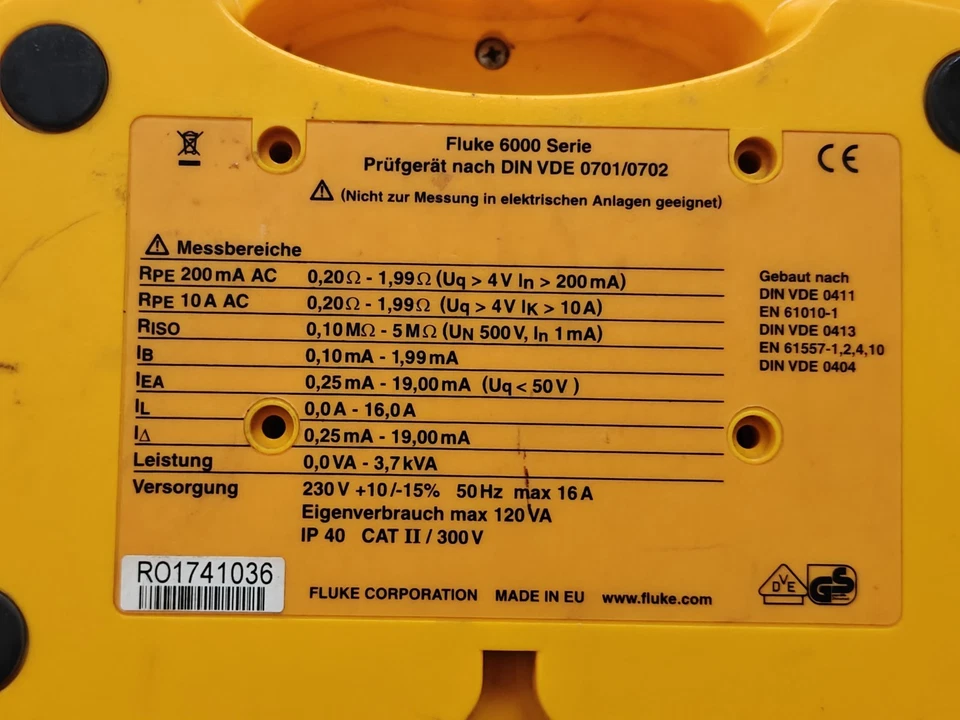 Fluke 6000 Serie
Prüfgerät nach DIN VDE 0701/0702
(Nicht zur Messung in elektrischen Anlagen geeignet)
CE
Messbereiche
RPE 200 mA AC 0,20Ω - 1,99Ω (Uq > 4 V In > 200 mA)
RPE 10 A AC 0,20Ω - 1,99Ω (Uq > 4 V IK > 10 A)
RISO 0,10 MΩ - 5 MΩ (UN 500 V, In 1 mA)
IB 0,10 mA - 1,99 mA
IEA 0,25 mA - 19,00 mA (Uq < 50 V)
IL 0,0 A - 16,0 A
IΔ 0,25 mA - 19,00 mA
Leistung 0,0 VA - 3,7 kVA
Versorgung 230 V +10/-15% 50 Hz max 16 A
Eigenverbrauch max 120 VA
IP 40 CAT II / 300 V
Gebaut nach
DIN VDE 0411
EN 61010-1
DIN VDE 0413
EN 61557-1,2,4,10
DIN VDE 0404
RO1741036
FLUKE CORPORATION MADE IN EU www.fluke.com
DVE GS